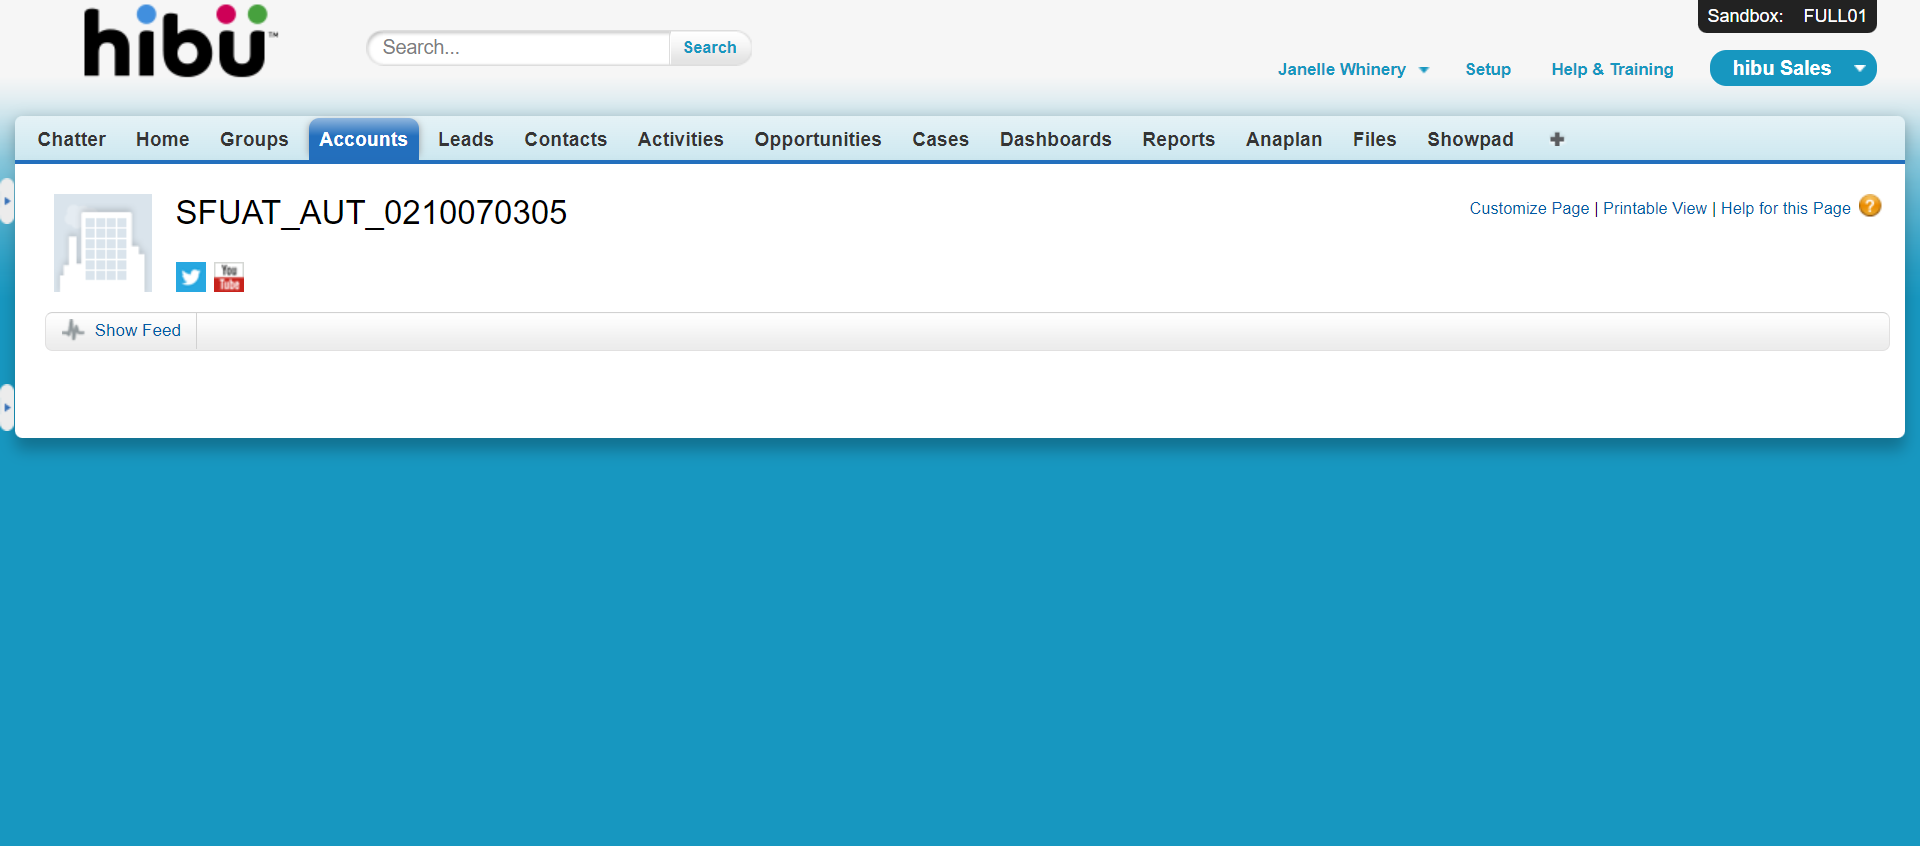 hibü™
Search...
Search
Sandbox: FULL01
Janelle Whinery
Setup
Help & Training
hibu Sales
Chatter Home Groups Accounts Leads Contacts Activities Opportunities Cases Dashboards Reports Anaplan Files Showpad
SFUAT_AUT_0210070305
Customize Page | Printable View | Help for this Page ?
You
Tube
Show Feed